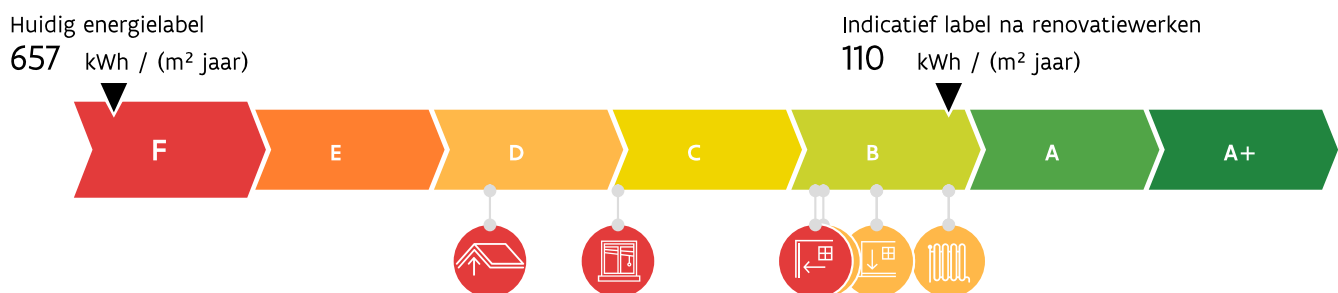 Huidig energielabel
657 kWh / (m² jaar)
Indicatief label na renovatiewerken
110 kWh / (m² jaar)
F E D C B A A+